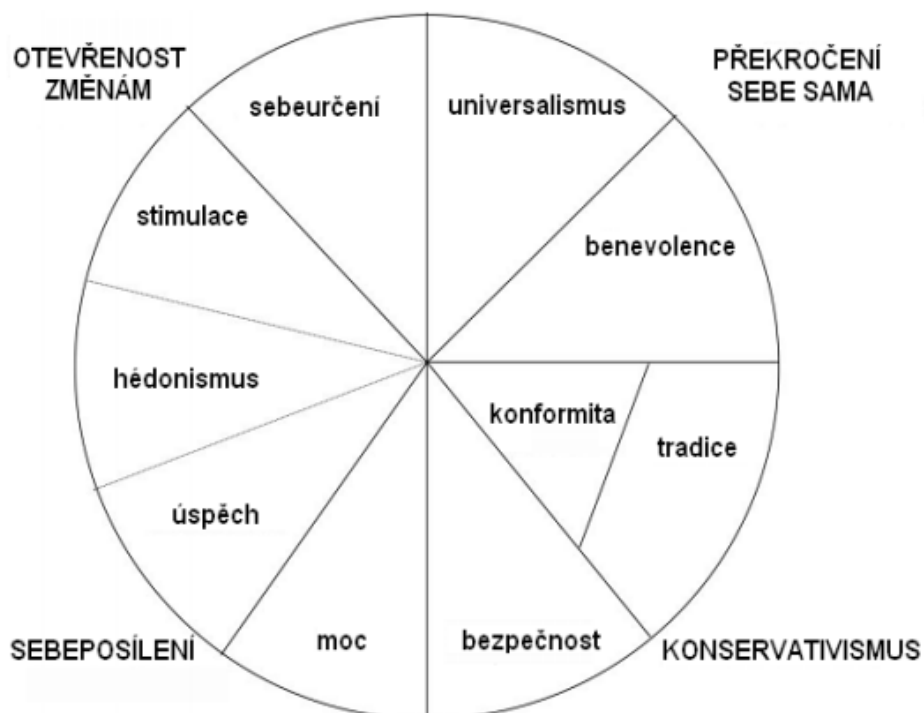 OTEVŘENOST
ZMĚNÁM
PŘEKROČENÍ
SEBE SAMA
sebeurčení
universalismus
stimulace
benevolence
hédonismus
konformita
tradice
úspěch
moc
bezpečnost
SEBEPOSÍLENÍ
KONSERVATIVISMUS